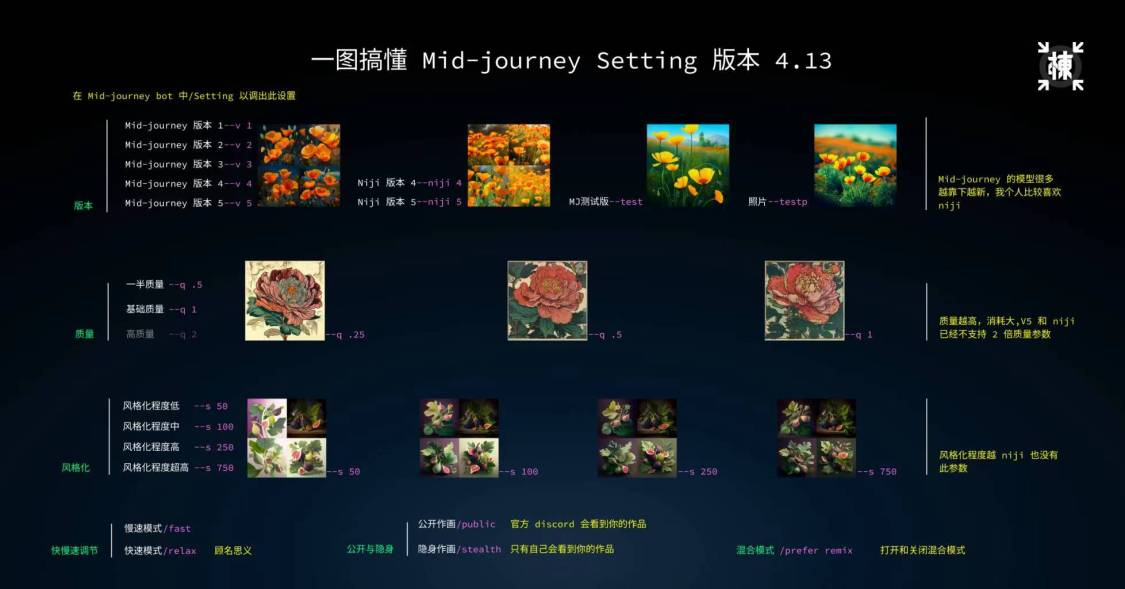 一图搞懂 Mid-journey Setting 版本 4.13
棟
在 Mid-journey bot 中/Setting 以调出此设置
版本
Mid-journey 版本 1--v 1
Mid-journey 版本 2--v 2
Mid-journey 版本 3--v 3
Mid-journey 版本 4--v 4
Mid-journey 版本 5--v 5
Niji 版本 4--niji 4
Niji 版本 5--niji 5
MJ测试版--test
照片--testp
Mid-journey 的模型很多
越靠下越新，我个人比较喜欢
niji
质量
一半质量 --q .5
基础质量 --q 1
高质量 --q 2
--q .25
--q .5
--q 1
质量越高，消耗大,V5 和 niji
已经不支持 2 倍质量参数
风格化
风格化程度低 --s 50
风格化程度中 --s 100
风格化程度高 --s 250
风格化程度超高 --s 750
--s 50
--s 100
--s 250
--s 750
风格化程度越 niji 也没有
此参数
快慢速调节
慢速模式/fast
快速模式/relax 顾名思义
公开与隐身
公开作画/public 官方 discord 会看到你的作品
隐身作画/stealth 只有自己会看到你的作品
混合模式 /prefer remix 打开和关闭混合模式